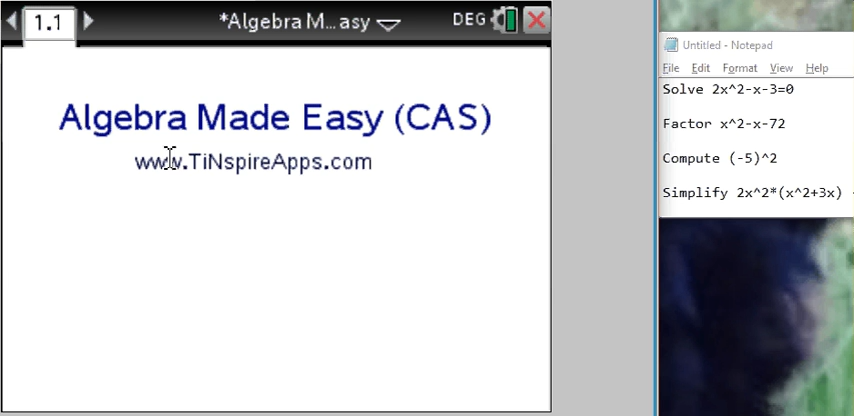 1.1
*Algebra M...asy
DEG
Algebra Made Easy (CAS)
www.TiNspireApps.com
Untitled - Notepad
File Edit Format View Help
Solve 2x^2-x-3=0
Factor x^2-x-72
Compute (-5)^2
Simplify 2x^2*(x^2+3x)